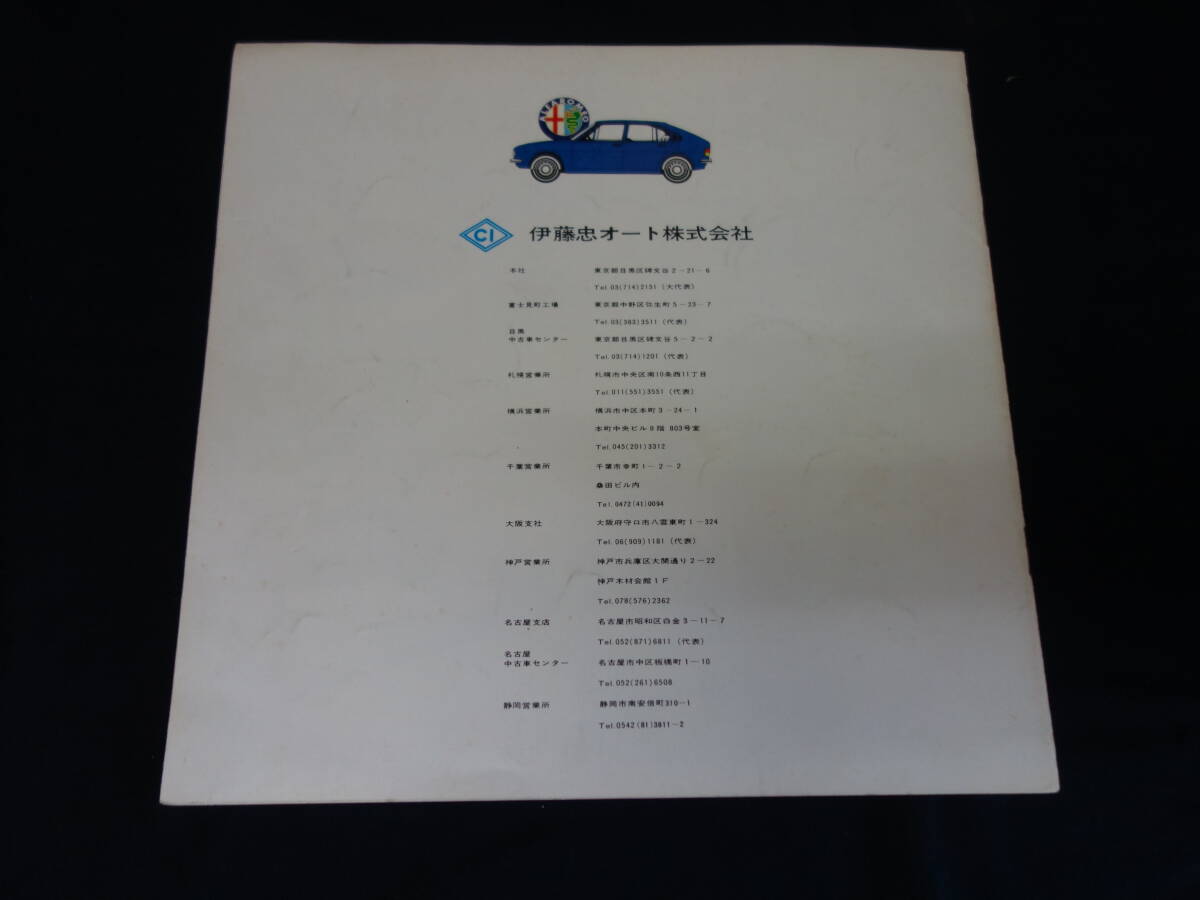 ALFA ROMEO
CI 伊藤忠オート株式会社
本社 東京都目黒区碑文谷2-21-6
Tel.03(714)2151 (大代表)
富士見町工場 東京都中野区弥生町5-23-7
Tel.03(383)3511 (代表)
目黒
中古車センター 東京都目黒区碑文谷5-2-2
Tel.03(714)1201 (代表)
札幌営業所 札幌市中央区南10条西11丁目
Tel.011(551)3551 (代表)
横浜営業所 横浜市中区本町3-24-1
本町中央ビル8階 803号室
Tel.045(201)3312
千葉営業所 千葉市幸町1-2-2
桑田ビル内
Tel.0472(41)0094
大阪支社 大阪府守口市八雲東町1-324
Tel.06(909)1181 (代表)
神戸営業所 神戸市兵庫区大開通り2-22
神戸木材会館1F
Tel.078(576)2362
名古屋支店 名古屋市昭和区白金3-11-7
Tel.052(871)6811 (代表)
名古屋
中古車センター 名古屋市中区板橋町1-10
Tel.052(261)6508
静岡営業所 静岡市南安倍町310-1
Tel.0542(81)3811-2